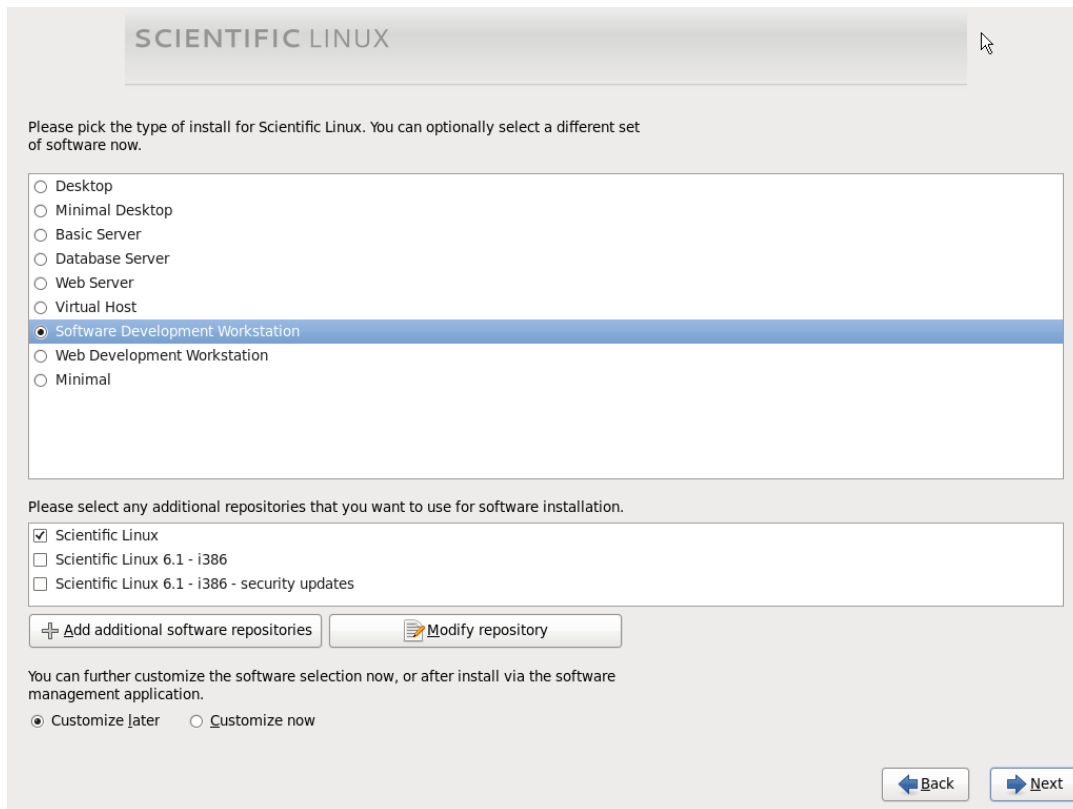 SCIENTIFIC LINUX
Please pick the type of install for Scientific Linux. You can optionally select a different set
of software now.
Desktop
Minimal Desktop
Basic Server
Database Server
Web Server
Virtual Host
Software Development Workstation
Web Development Workstation
Minimal
Please select any additional repositories that you want to use for software installation.
Scientific Linux
Scientific Linux 6.1 - i386
Scientific Linux 6.1 - i386 - security updates
Add additional software repositories
Modify repository
You can further customize the software selection now, or after install via the software
management application.
Customize later
Customize now
Back
Next